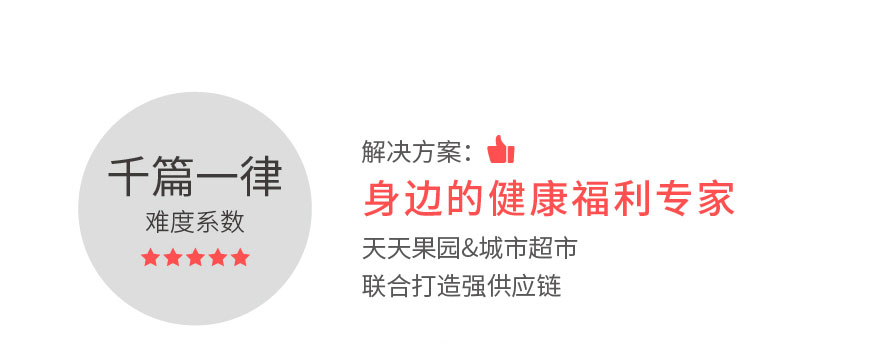 千篇一律
难度系数
解决方案：
身边的健康福利专家
天天果园&城市超市
联合打造强供应链